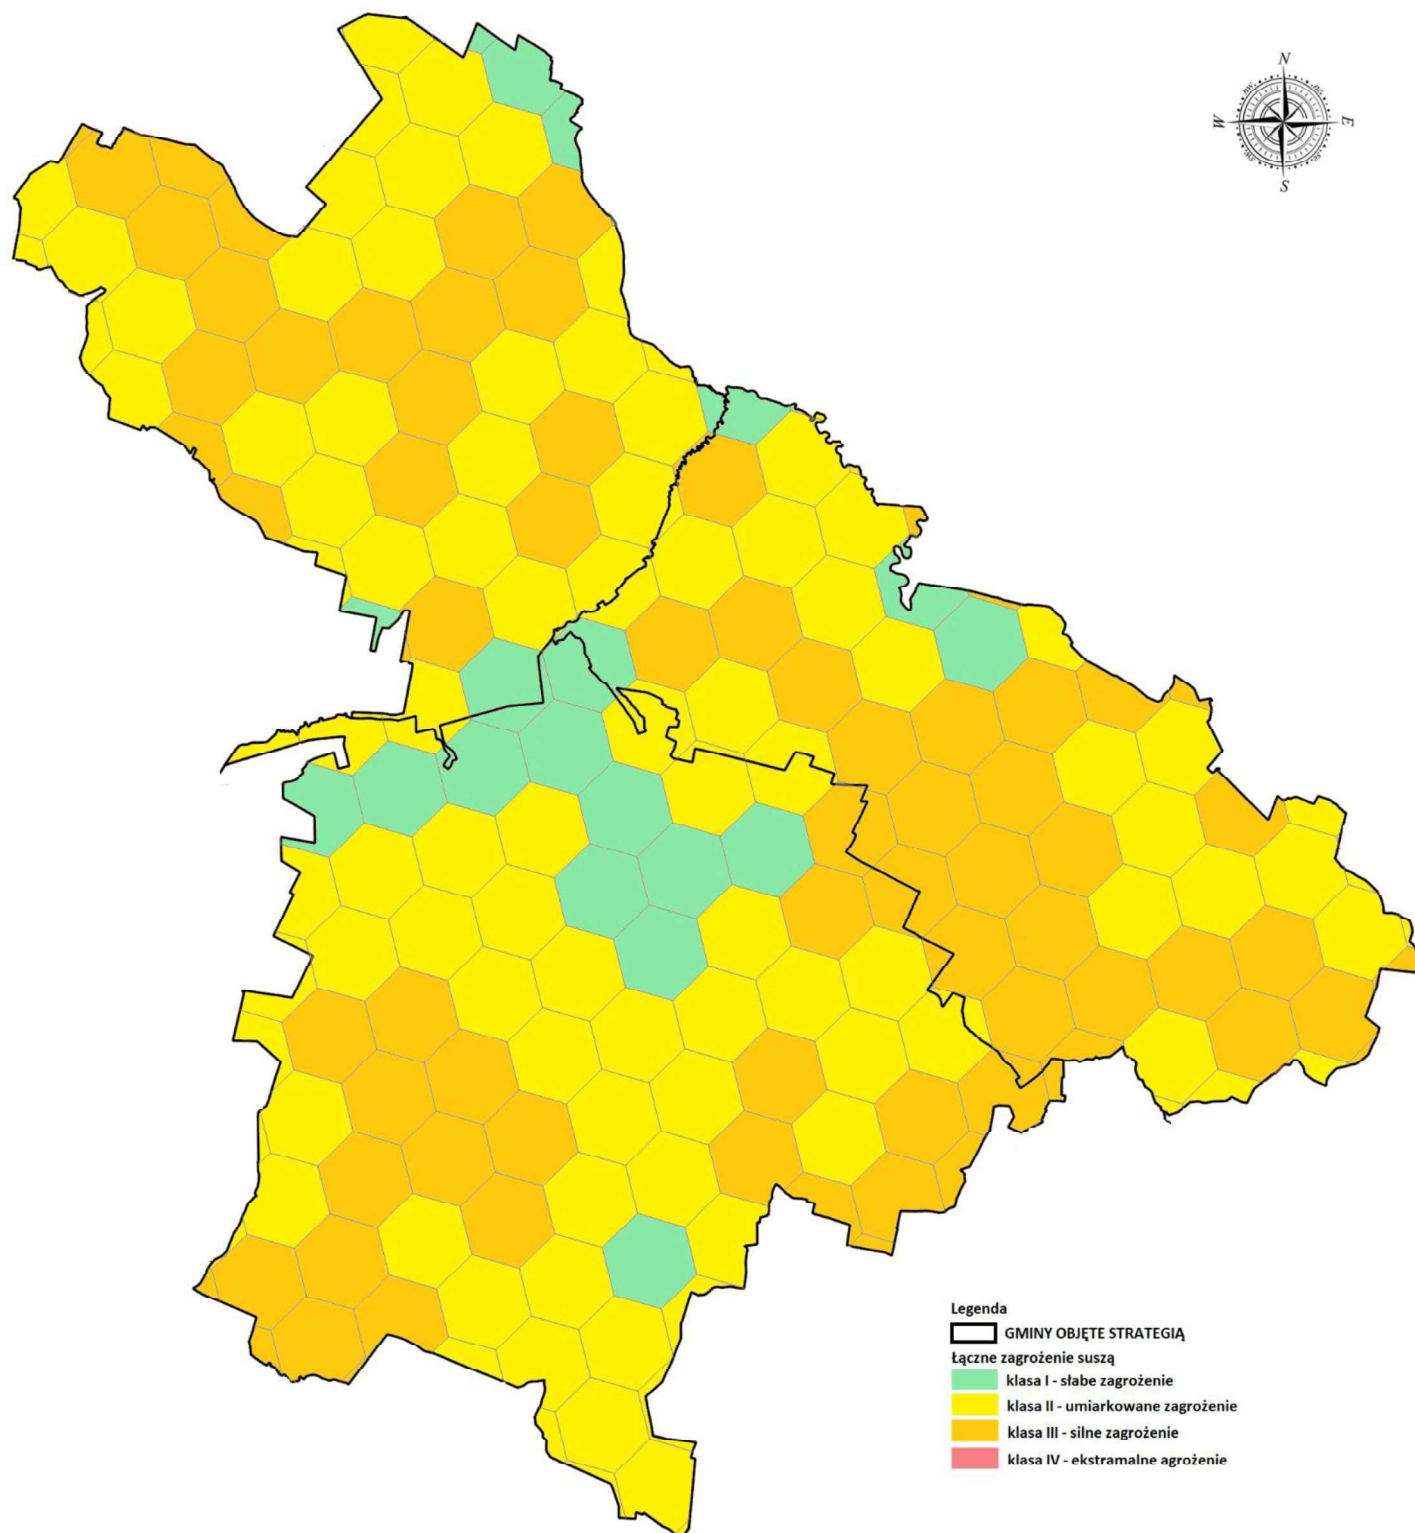 N
W
E
S
Legenda
GMINY OBJĘTE STRATEGIĄ
Łączne zagrożenie suszą
klasa I - słabe zagrożenie
klasa II - umiarkowane zagrożenie
klasa III - silne zagrożenie
klasa IV - ekstramalne agrożenie